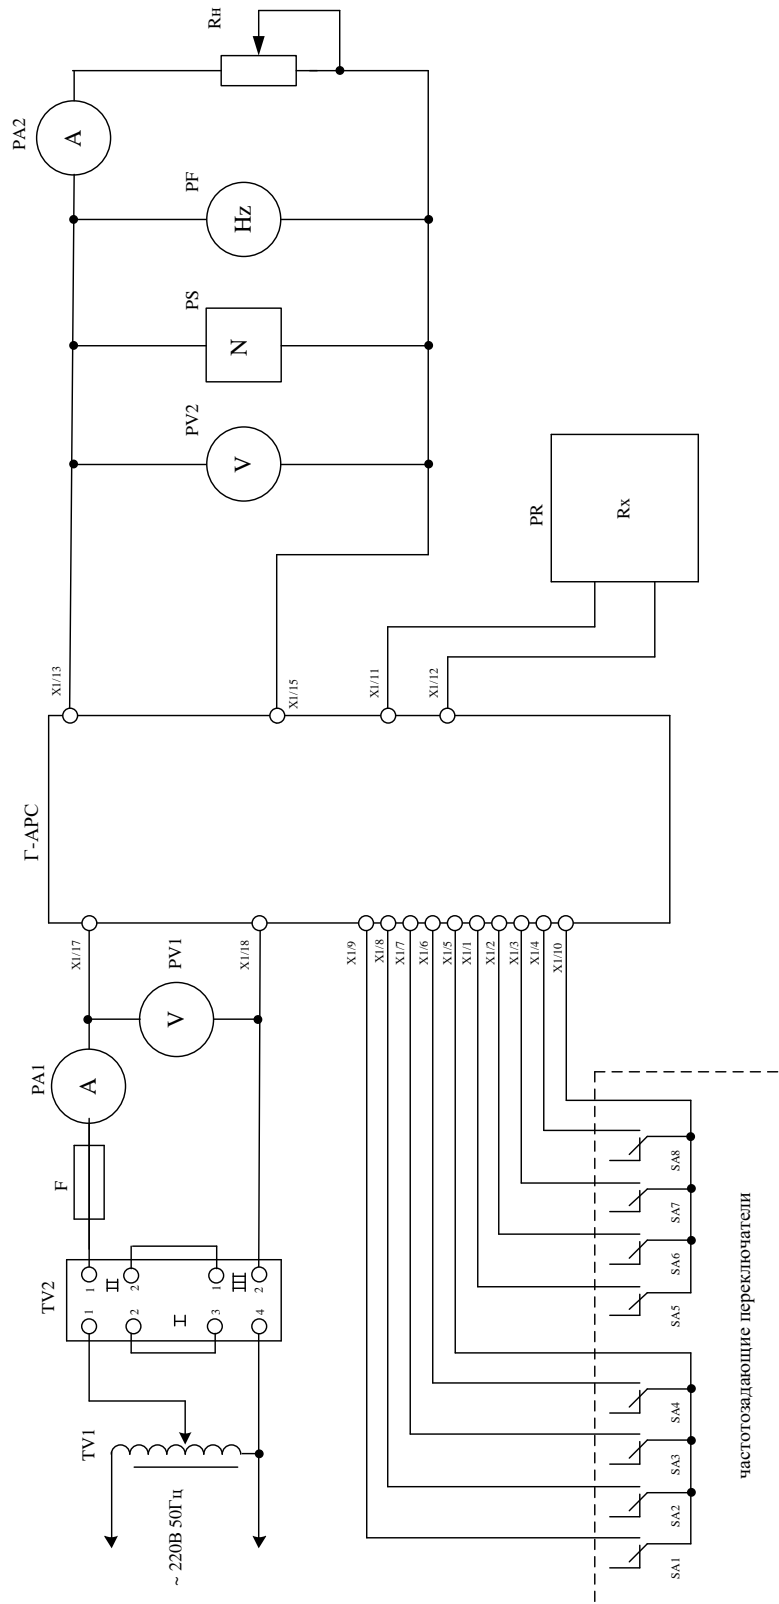 Rн
PA2
A
PF
Hz
PS
N
PV2
V
PR
Rx
X1/13
X1/15
X1/11
X1/12
Г-АРС
X1/17
X1/18
X1/9
X1/8
X1/7
X1/6
X1/5
X1/1
X1/2
X1/3
X1/4
X1/10
PV1
V
PA1
A
F
TV2
1
II
2
1
III
2
1
2
I
3
4
TV1
~ 220В 50Гц
SA8
SA7
SA6
SA5
SA4
SA3
SA2
SA1
частотозадающие переключатели